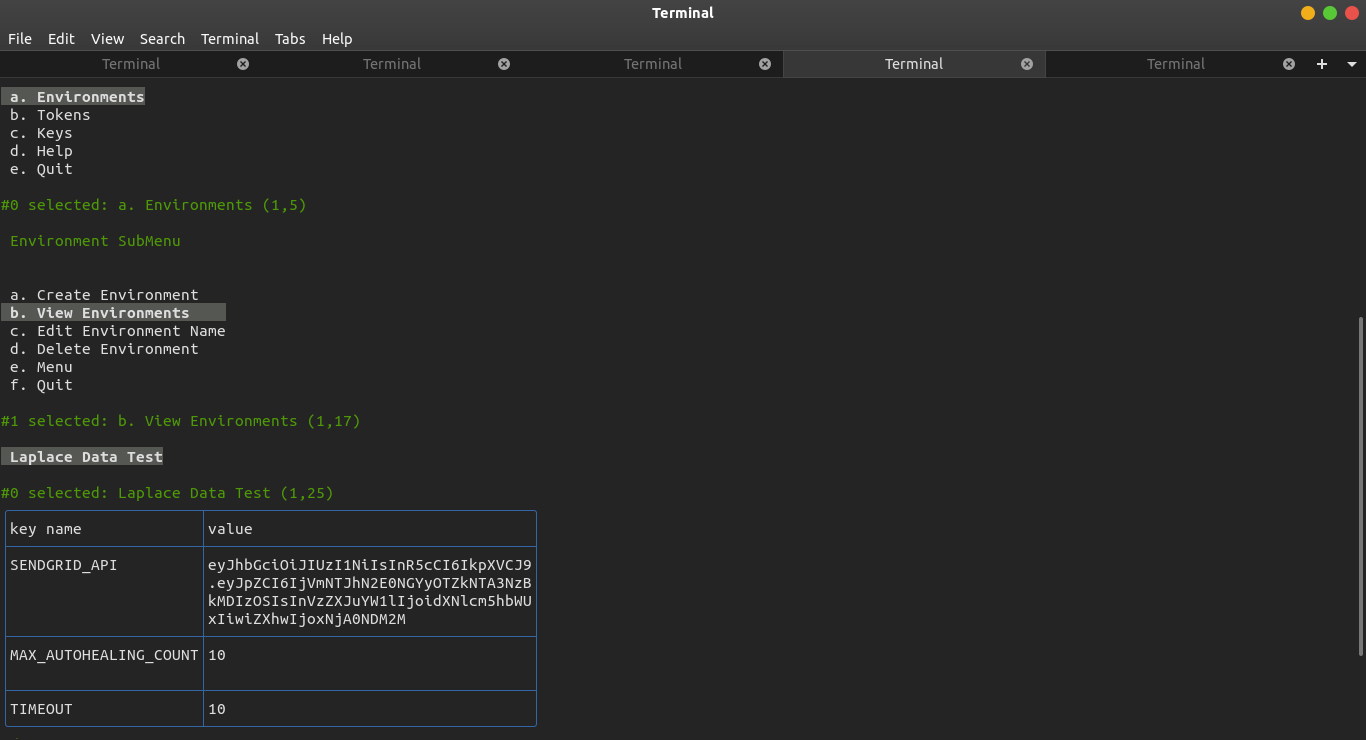 Terminal
File Edit View Search Terminal Tabs Help
Terminal Terminal Terminal Terminal Terminal
a. Environments
b. Tokens
c. Keys
d. Help
e. Quit
#0 selected: a. Environments (1,5)
Environment SubMenu
a. Create Environment
b. View Environments
c. Edit Environment Name
d. Delete Environment
e. Menu
f. Quit
#1 selected: b. View Environments (1,17)
Laplace Data Test
#0 selected: Laplace Data Test (1,25)
key name value
SENDGRID_API eyJhbGciOiJIUzI1NiIsInR5cCI6IkpXVCJ9
.eyJpZCI6IjVmNTJhN2E0NGYyOTZkNTA3NzB
kMDIzOSIsInVzZXJuYW1lIjoidXNlcm5hbWU
xIiwiZXhwIjoxNjA0NDM2M
MAX_AUTOHEALING_COUNT 10
TIMEOUT 10